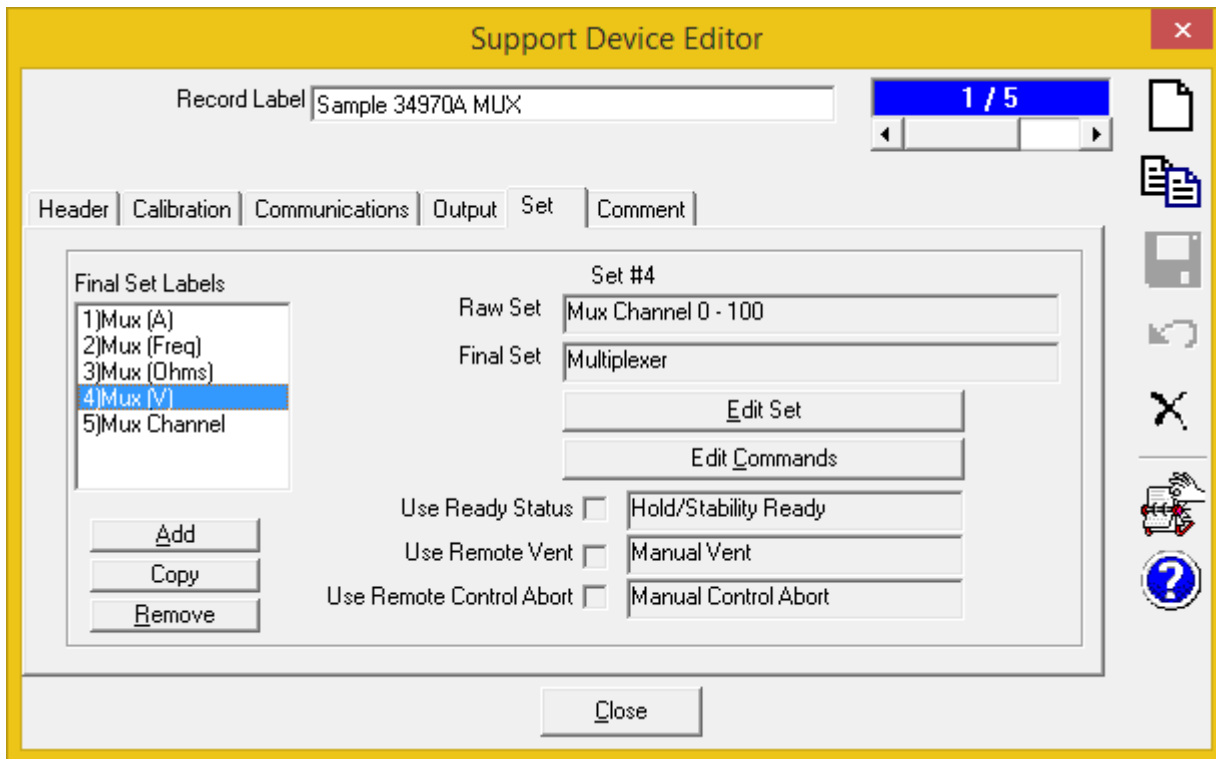 Support Device Editor
Record Label Sample 34970A MUX
1 / 5
Header Calibration Communications Output Set Comment
Final Set Labels
1)Mux (A)
2)Mux (Freq)
3)Mux (Ohms)
4)Mux (V)
5)Mux Channel
Add
Copy
Remove
Set #4
Raw Set Mux Channel 0 - 100
Final Set Multiplexer
Edit Set
Edit Commands
Use Ready Status Hold/Stability Ready
Use Remote Vent Manual Vent
Use Remote Control Abort Manual Control Abort
Close